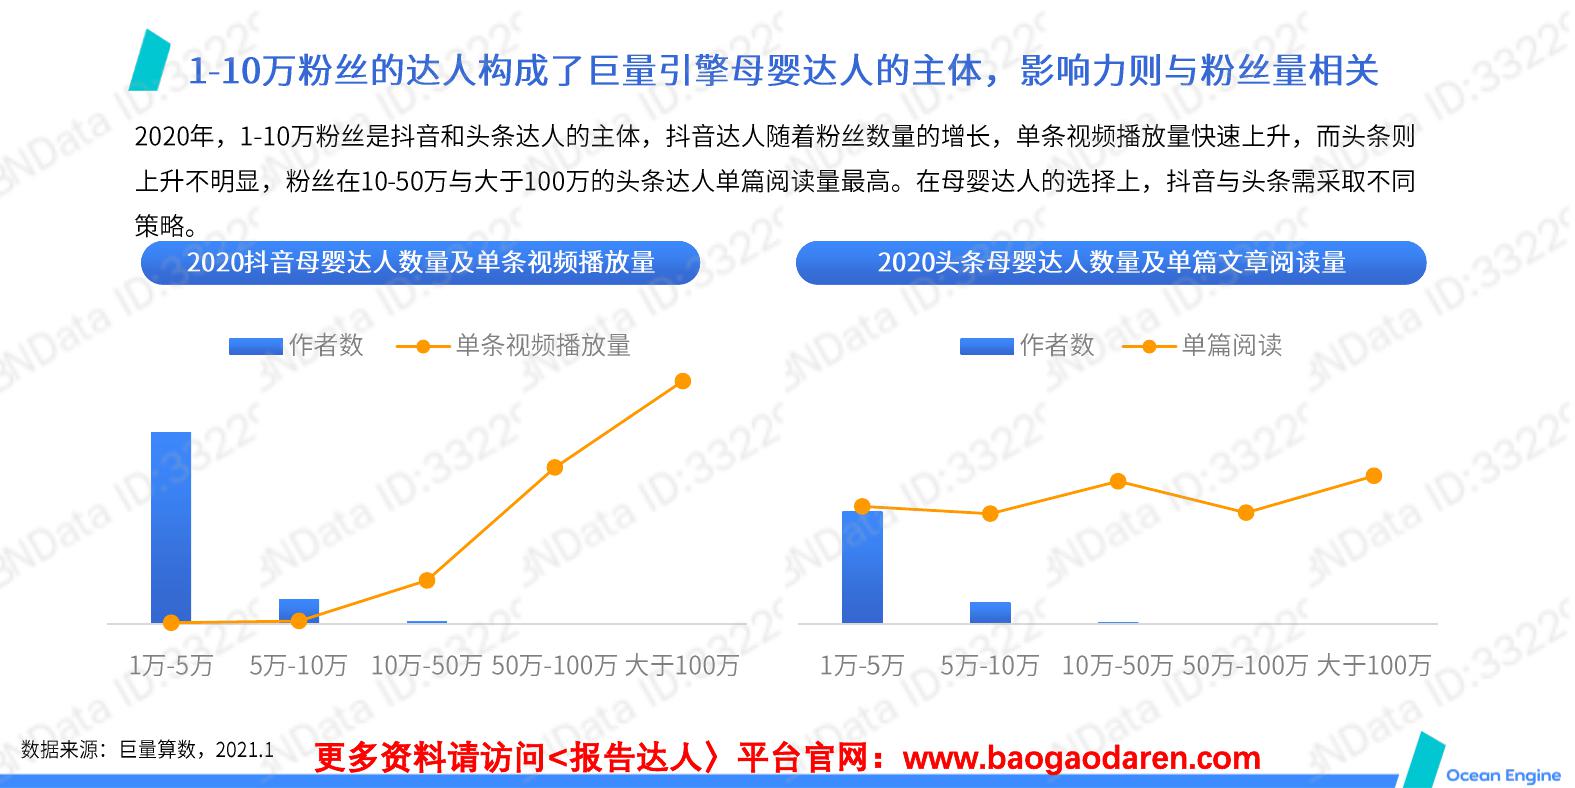 1-10万粉丝的达人构成了巨量引擎母婴达人的主体，影响力则与粉丝量相关
2020年，1-10万粉丝是抖音和头条达人的主体，抖音达人随着粉丝数量的增长，单条视频播放量快速上升，而头条则
上升不明显，粉丝在10-50万与大于100万的头条达人单篇阅读量最高。在母婴达人的选择上，抖音与头条需采取不同
策略。
2020抖音母婴达人数量及单条视频播放量
2020头条母婴达人数量及单篇文章阅读量
作者数 单条视频播放量
作者数 单篇阅读
1万-5万 5万-10万 10万-50万 50万-100万 大于100万
1万-5万 5万-10万 10万-50万 50万-100万 大于100万
数据来源：巨量算数，2021.1
更多资料请访问<报告达人〉平台官网：www.baogaodaren.com
Ocean Engine